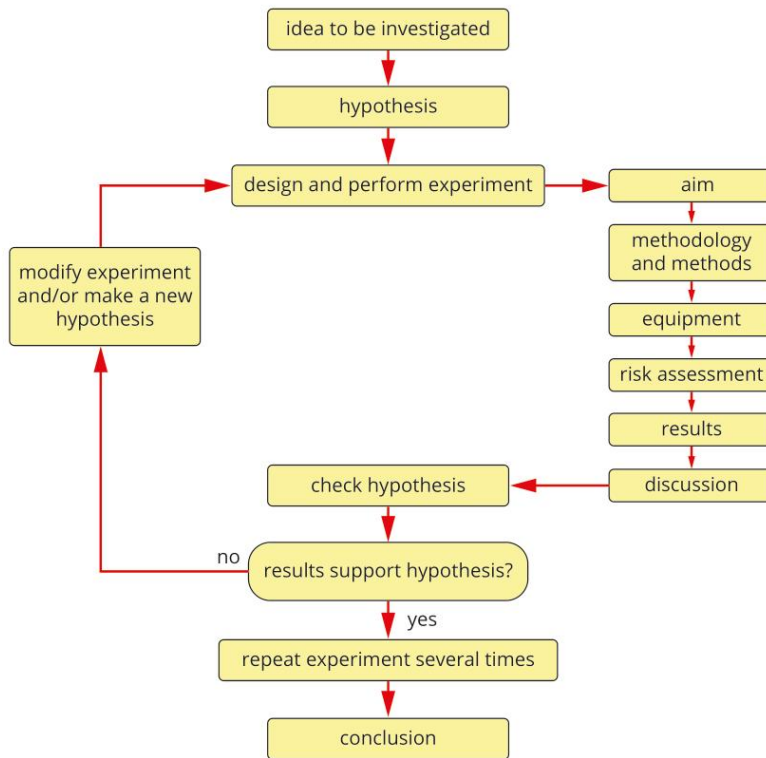 idea to be investigated
hypothesis
design and perform experiment
aim
methodology
and methods
equipment
risk assessment
results
discussion
check hypothesis
results support hypothesis?
no
modify experiment
and/or make a new
hypothesis
yes
repeat experiment several times
conclusion